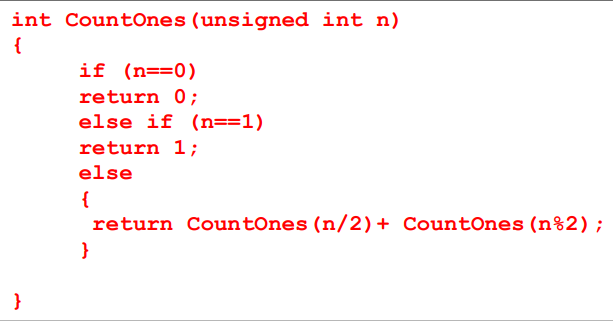 int CountOnes(unsigned int n)
{
if (n==0)
return 0;
else if (n==1)
return 1;
else
{
return CountOnes(n/2)+ CountOnes(n%2);
}
}